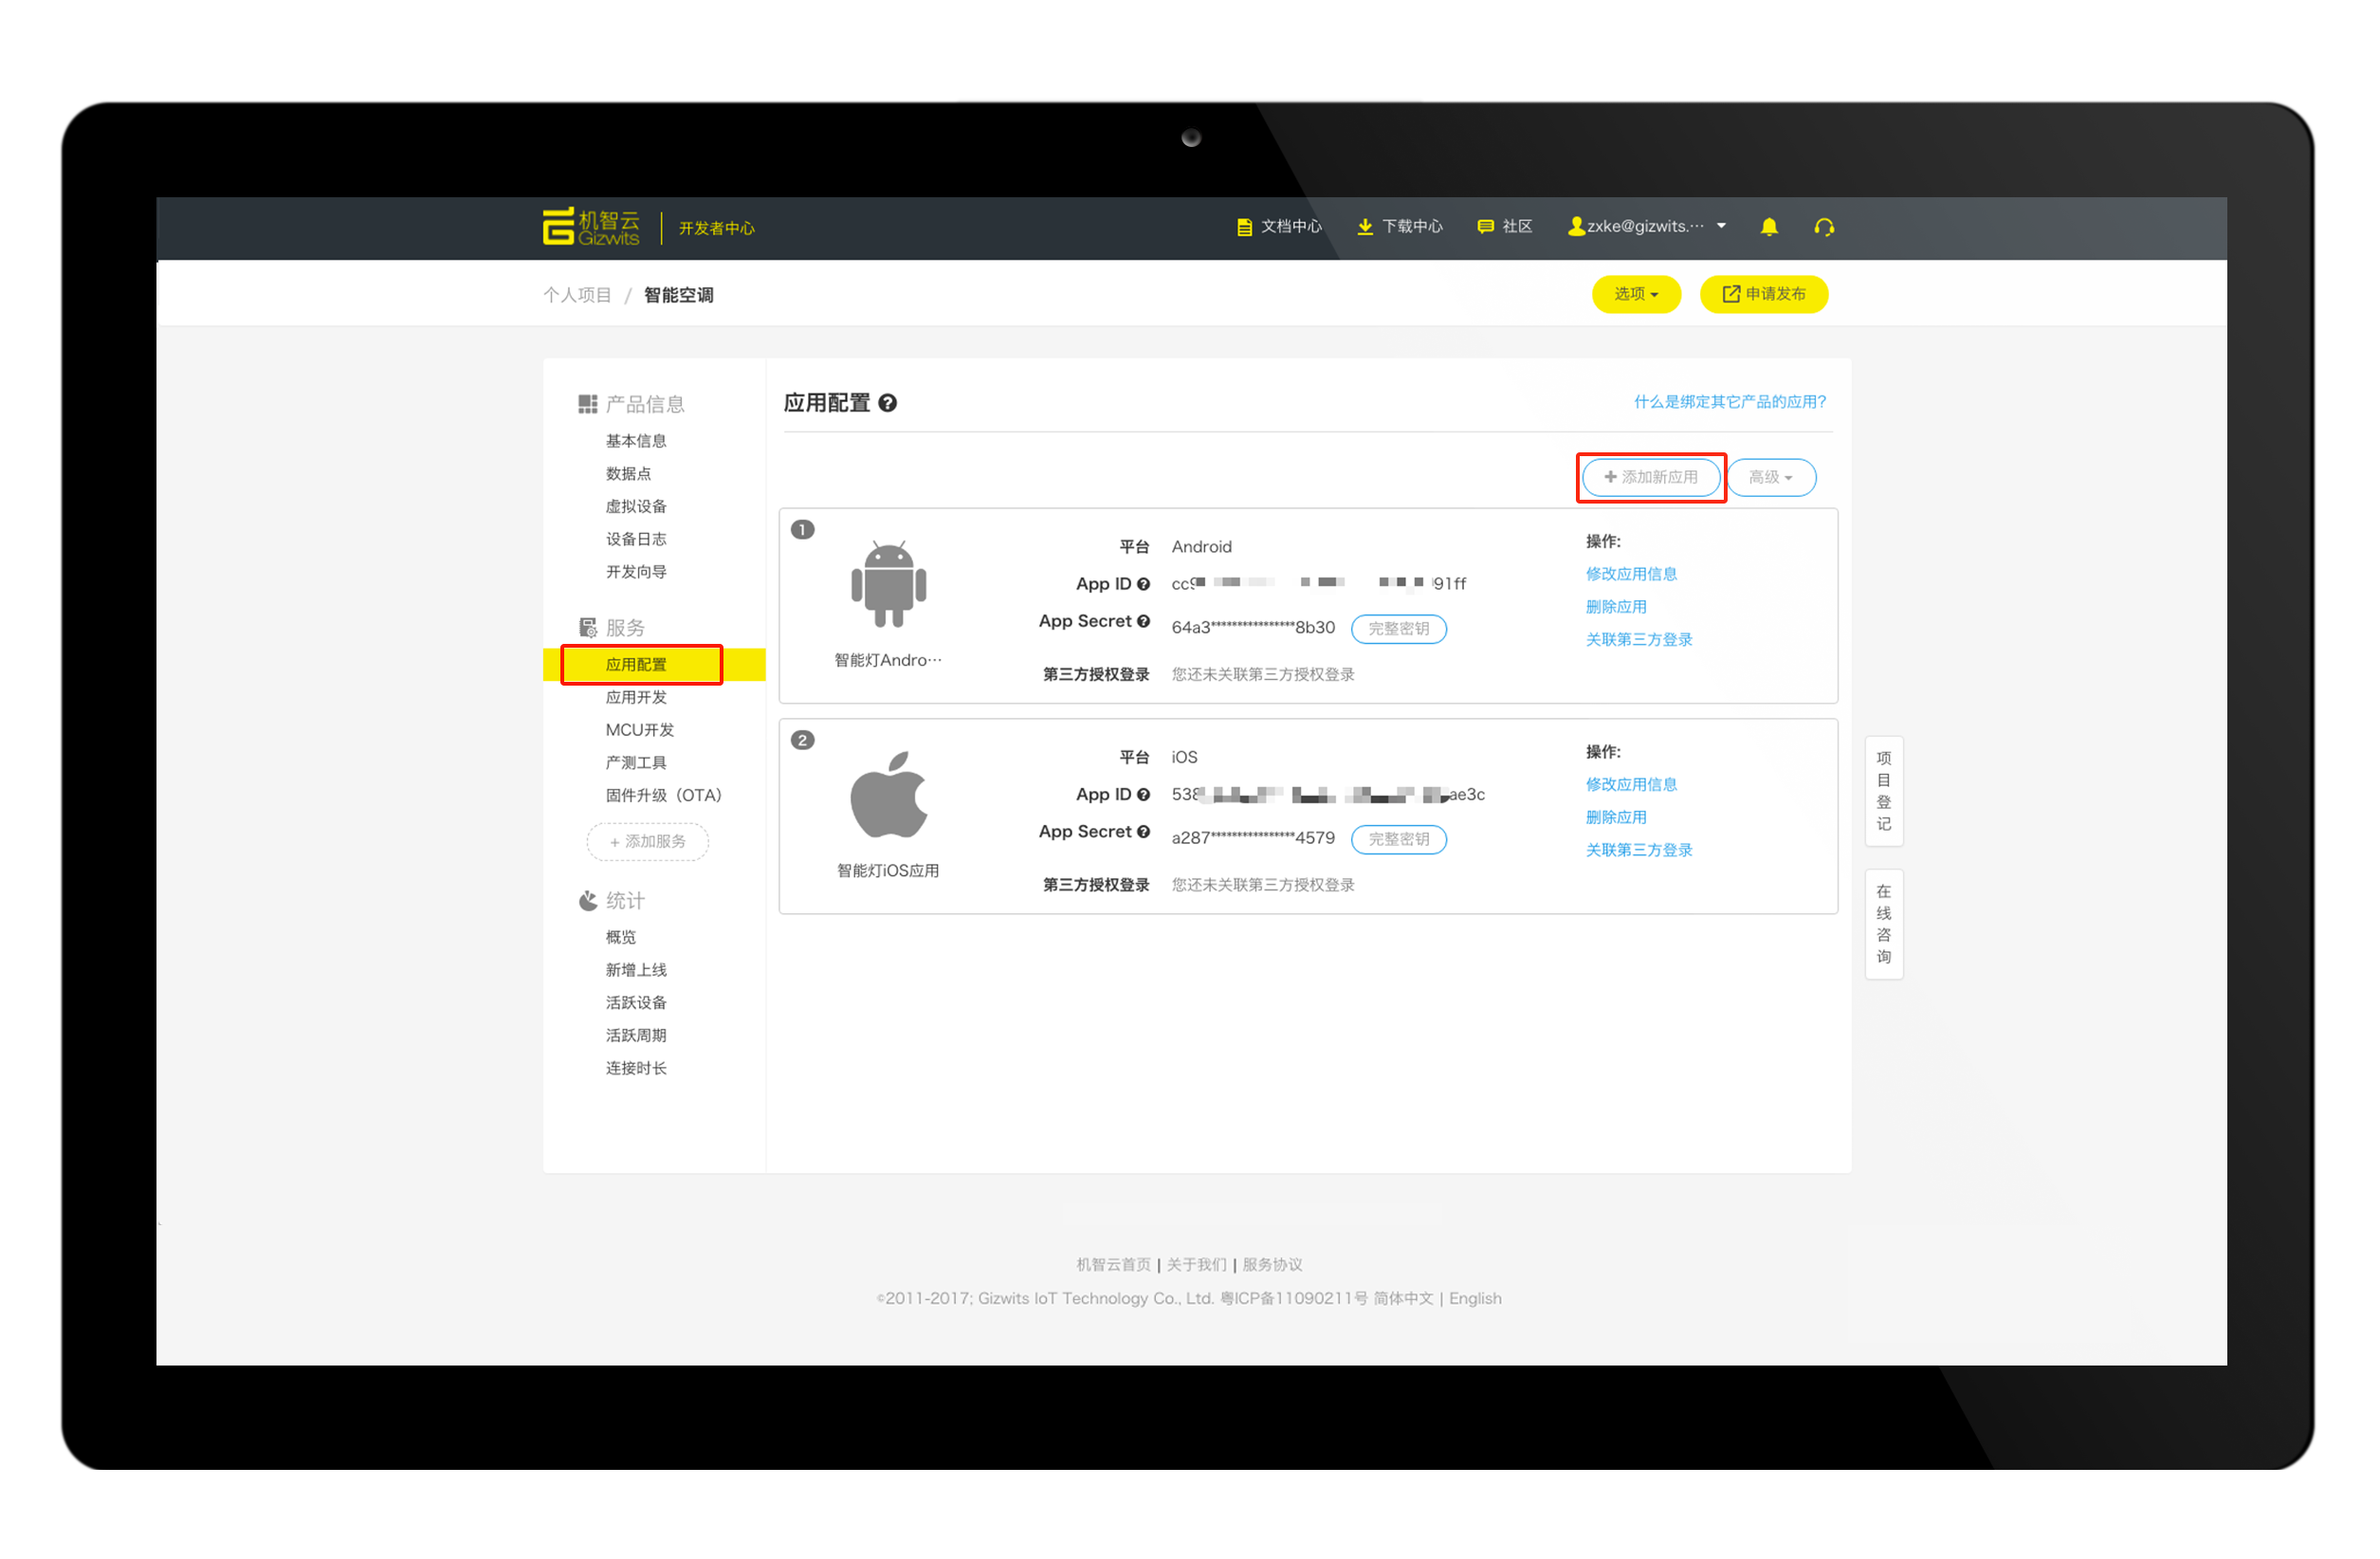 机智云
Gizwits
开发者中心
文档中心
下载中心
社区
zxke@gizwits.···
个人项目 / 智能空调
选项
申请发布
产品信息
基本信息
数据点
虚拟设备
设备日志
开发向导
服务
应用配置
应用开发
MCU开发
产测工具
固件升级（OTA）
+ 添加服务
统计
概览
新增上线
活跃设备
活跃周期
连接时长
应用配置
什么是绑定其它产品的应用?
添加新应用
高级
1
智能灯Andro···
平台 Android
App ID cc9 91ff
App Secret 64a3****************8b30 完整密钥
第三方授权登录 您还未关联第三方授权登录
操作:
修改应用信息
删除应用
关联第三方登录
2
智能灯iOS应用
平台 iOS
App ID 538 ae3c
App Secret a287****************4579 完整密钥
第三方授权登录 您还未关联第三方授权登录
操作:
修改应用信息
删除应用
关联第三方登录
项目登记
在线咨询
机智云首页 | 关于我们 | 服务协议
©2011-2017; Gizwits IoT Technology Co., Ltd. 粤ICP备11090211号 简体中文 | English